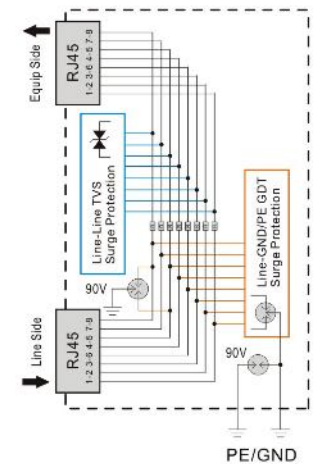 Equip Side
RJ45
1-2 3-6 4-5 7-8
Line-Line TVS
Surge Protection
Line-GND/PE GDT
Surge Protection
90V
Line Side
RJ45
1-2 3-6 4-5 7-8
90V
PE/GND